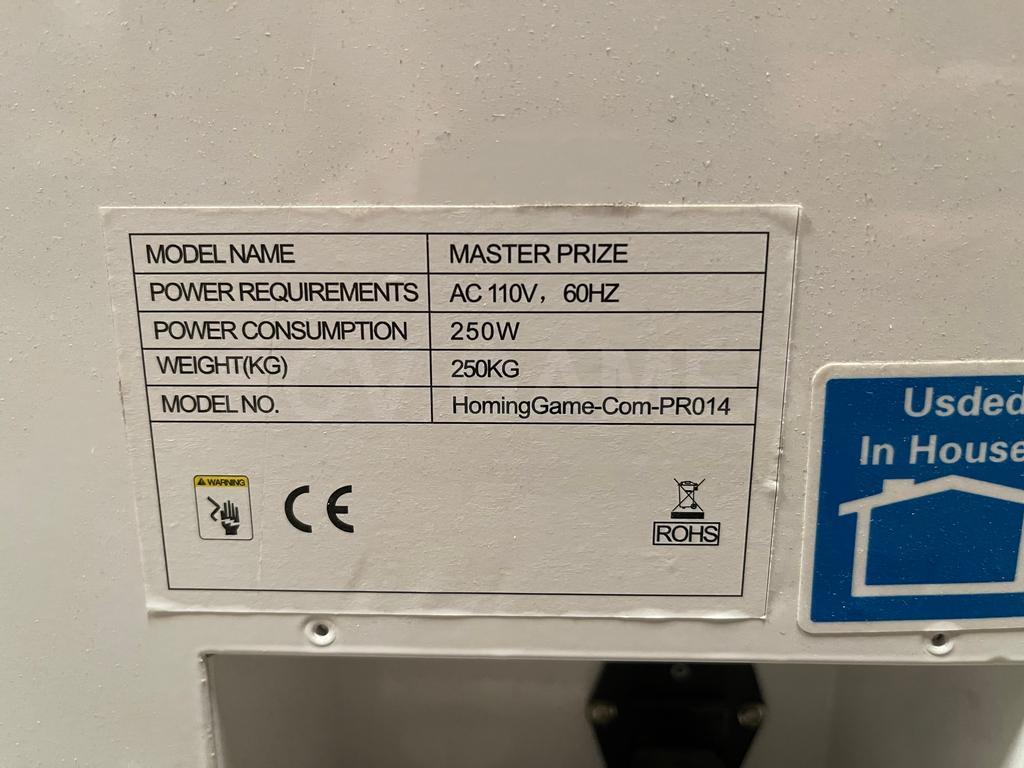 MODEL NAME MASTER PRIZE
POWER REQUIREMENTS AC 110V，60HZ
POWER CONSUMPTION 250W
WEIGHT(KG) 250KG
MODEL NO. HomingGame-Com-PR014
WARNING
CE
ROHS
Usded
In House